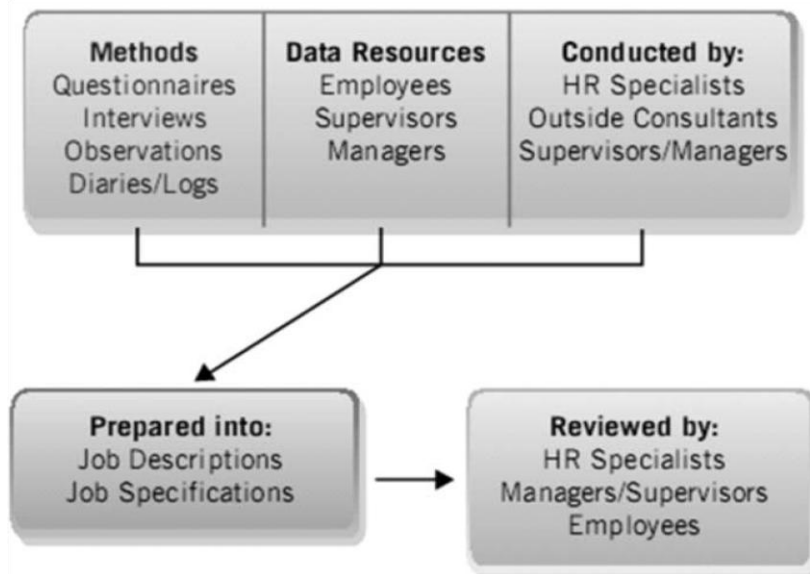 Methods
Questionnaires
Interviews
Observations
Diaries/Logs
Data Resources
Employees
Supervisors
Managers
Conducted by:
HR Specialists
Outside Consultants
Supervisors/Managers
Prepared into:
Job Descriptions
Job Specifications
Reviewed by:
HR Specialists
Managers/Supervisors
Employees